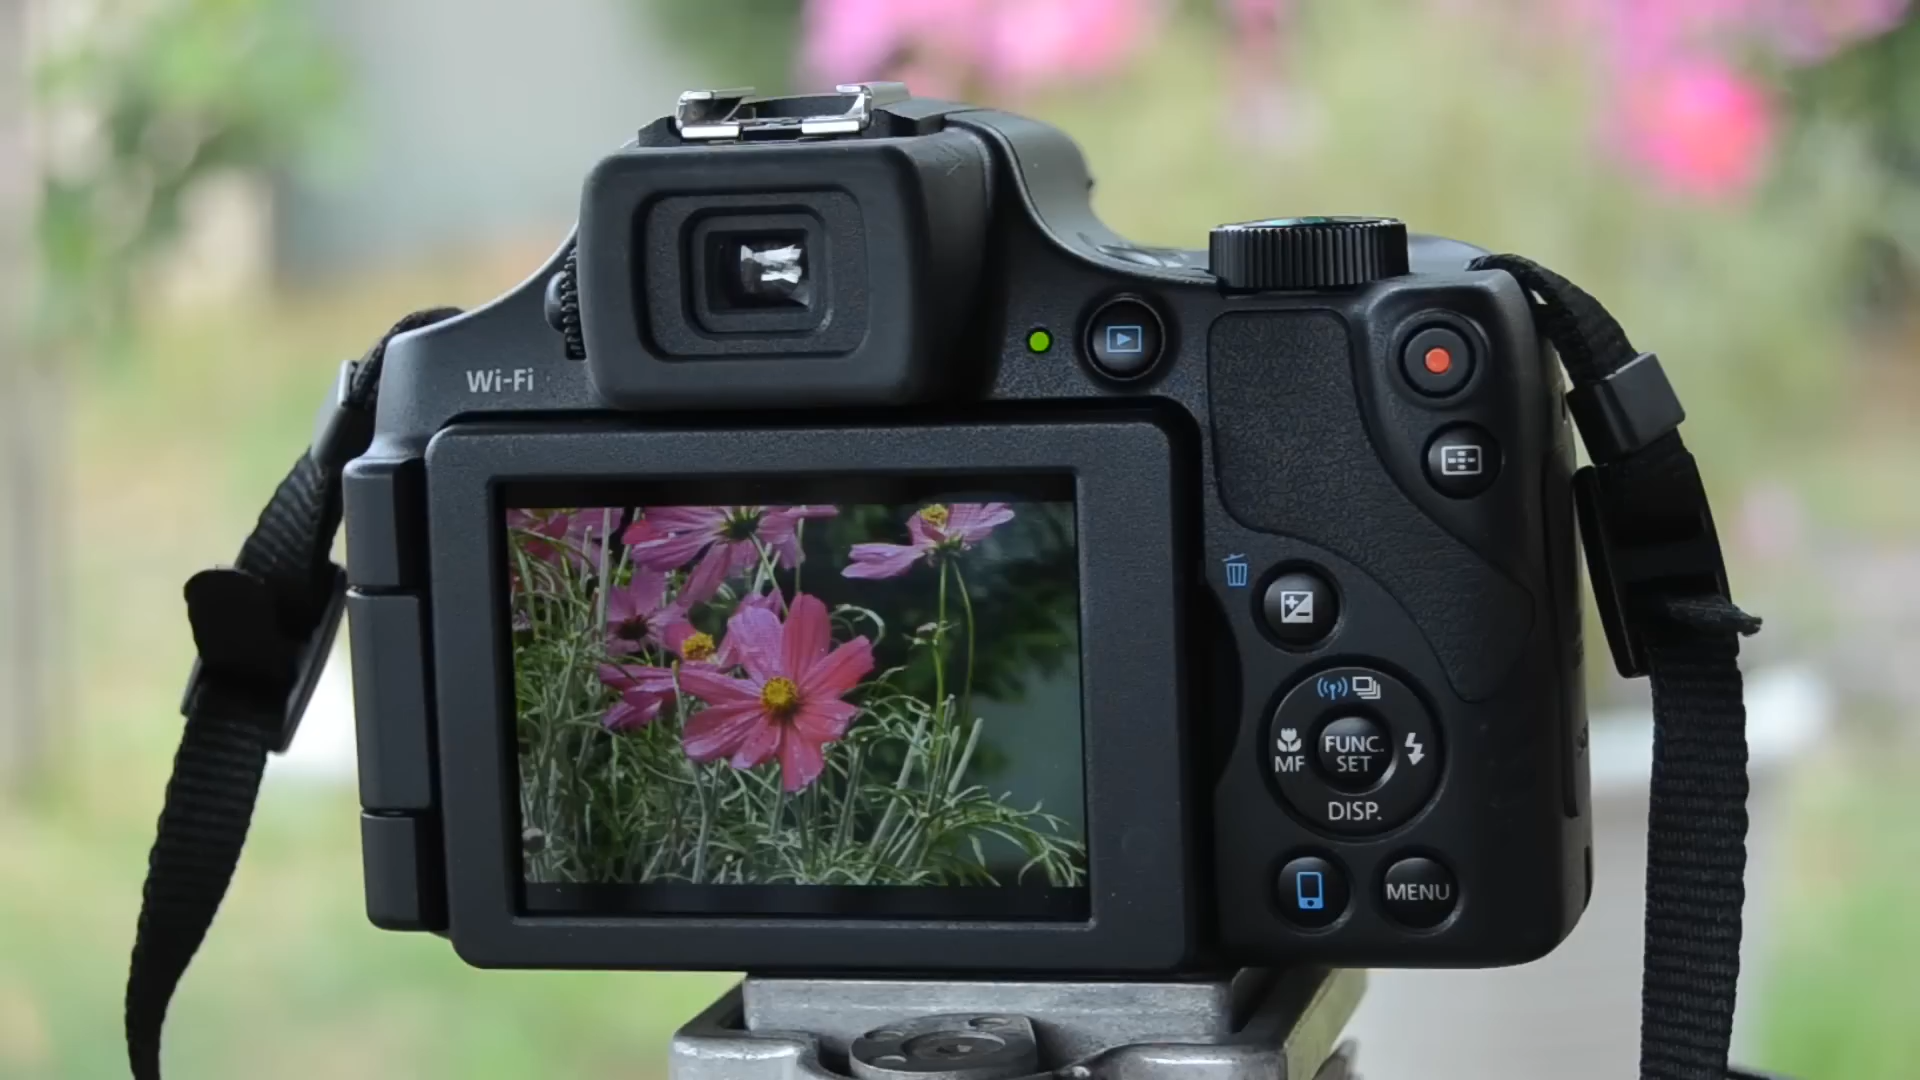 Wi-Fi
MF
FUNC.
SET
DISP.
MENU